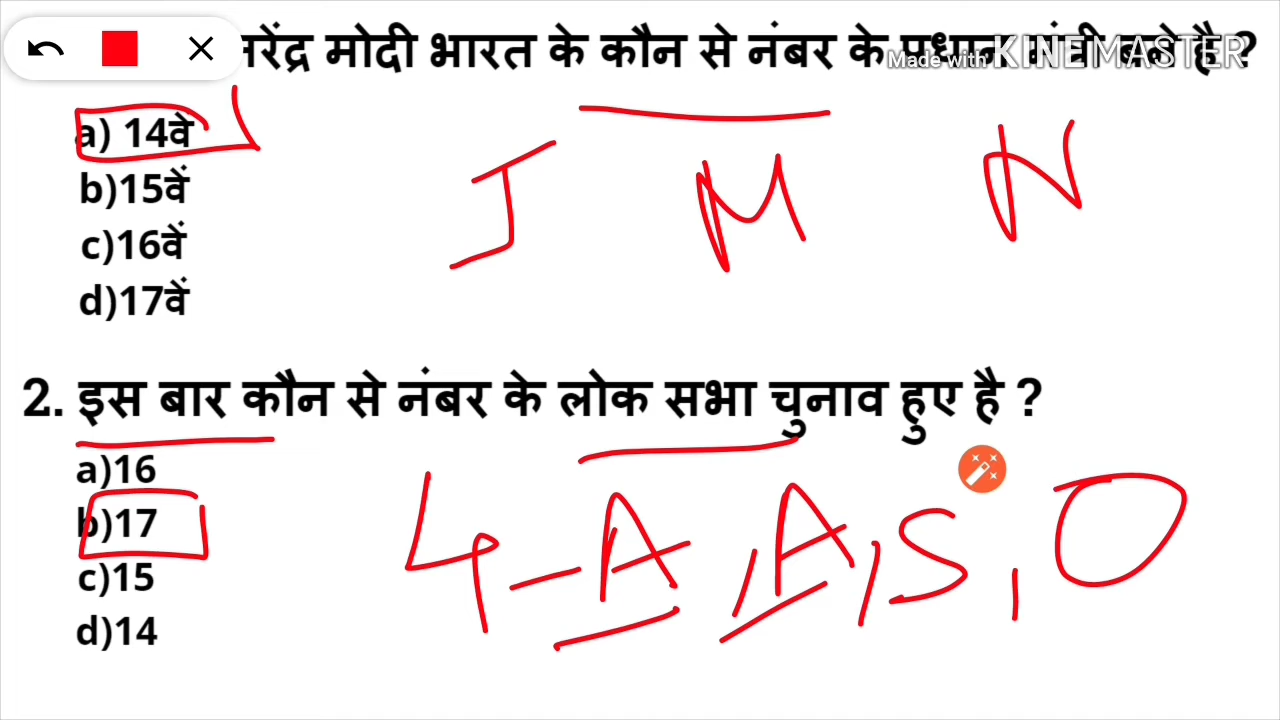 नरेंद्र मोदी भारत के कौन से नंबर के प्रधान मंत्री बने है ?
Made with KINEMASTER
a) 14वे
b)15वें
c)16वें
d)17वें
J M N
2. इस बार कौन से नंबर के लोक सभा चुनाव हुए है ?
a)16
b)17
c)15
d)14
4-A, A, S, O